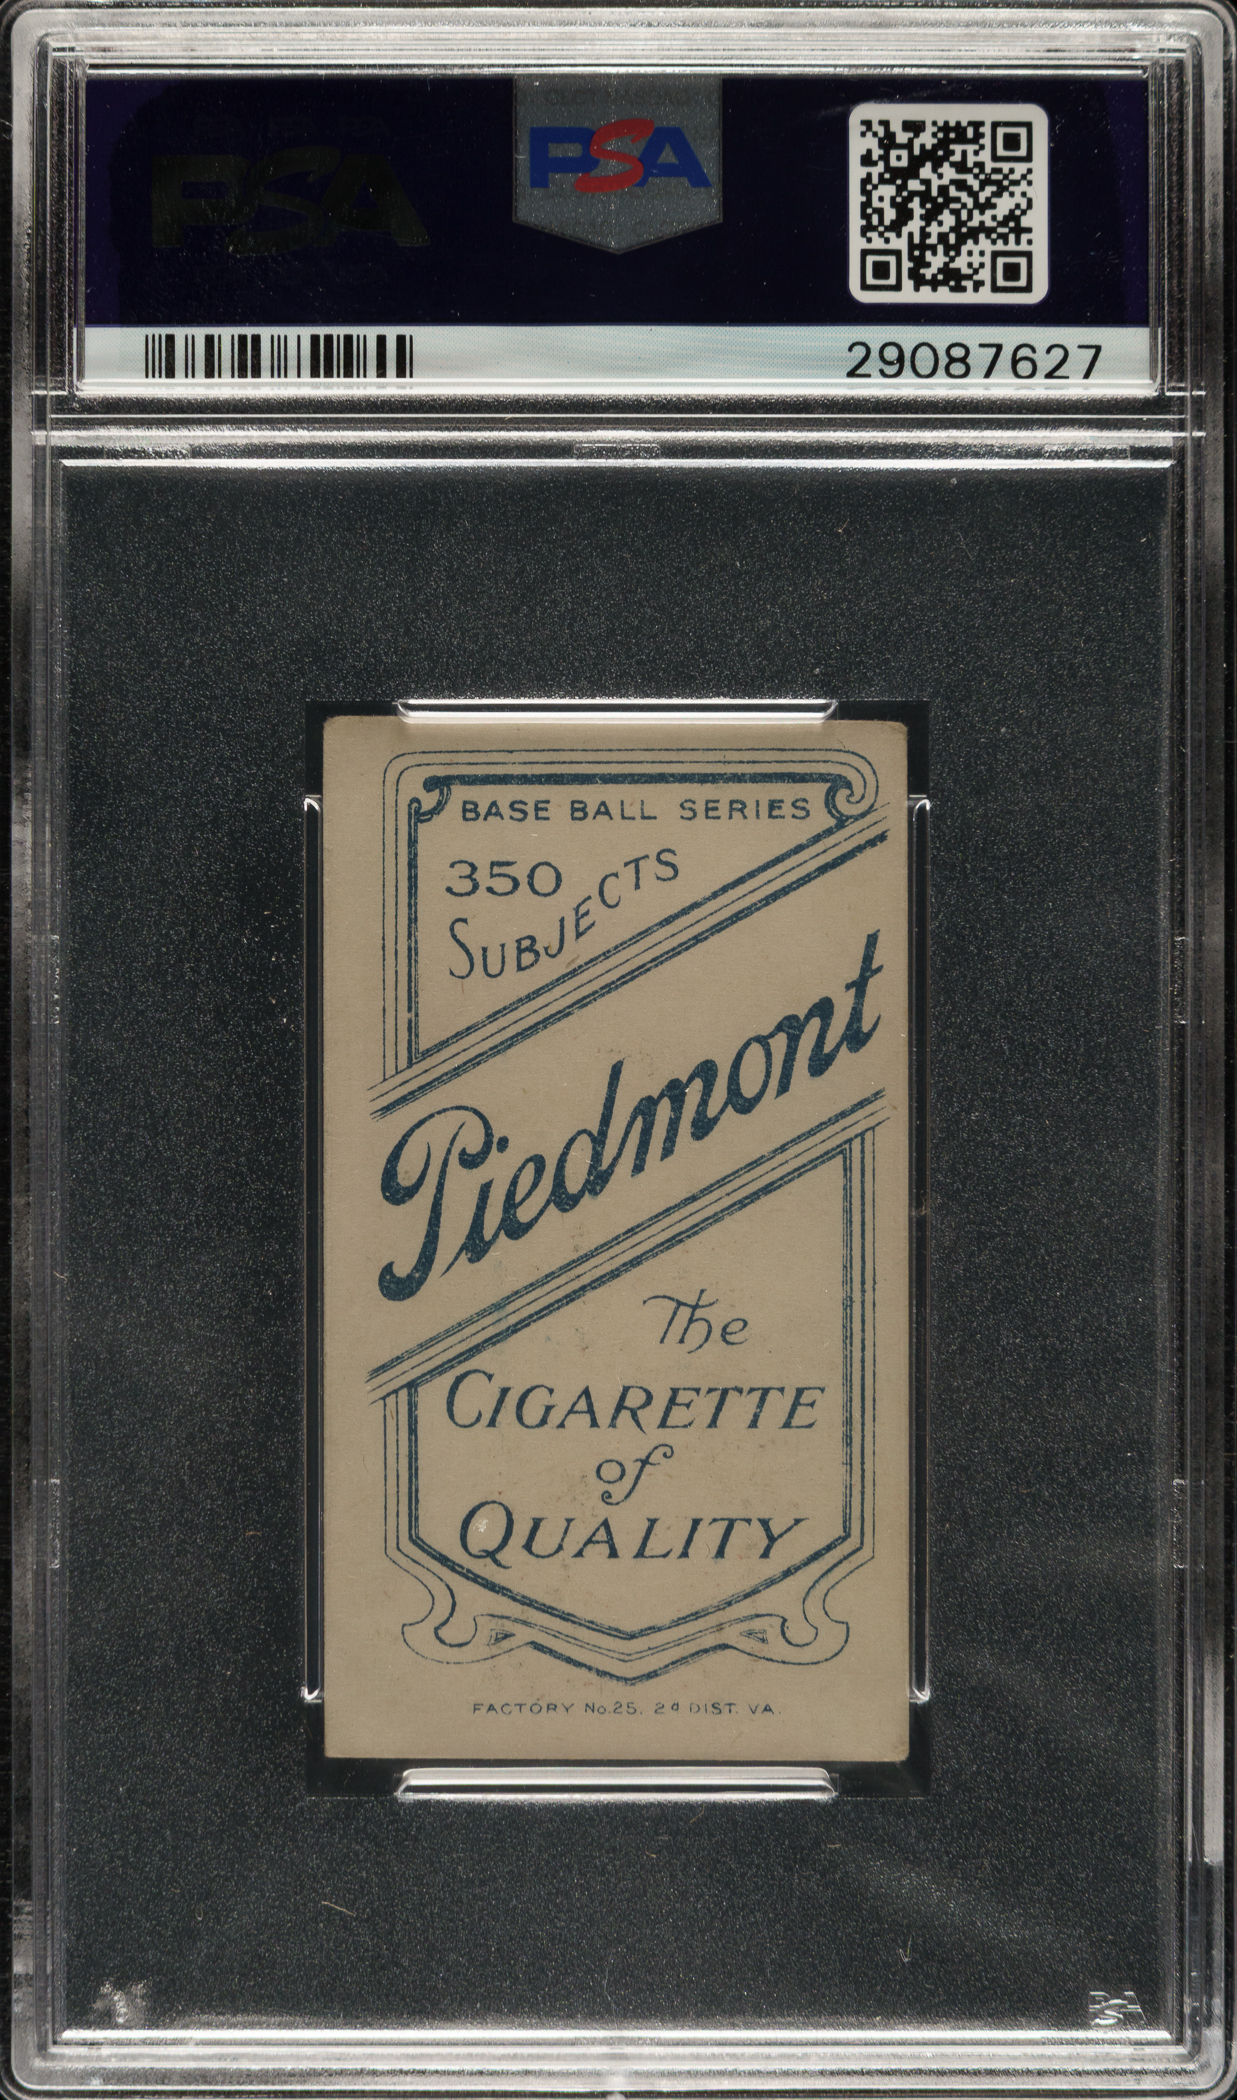 PSA
PSA
29087627
BASE BALL SERIES
350
SUBJECTS
Piedmont
The
CIGARETTE
of
QUALITY
FACTORY No. 25, 2d DIST. VA.
PSA